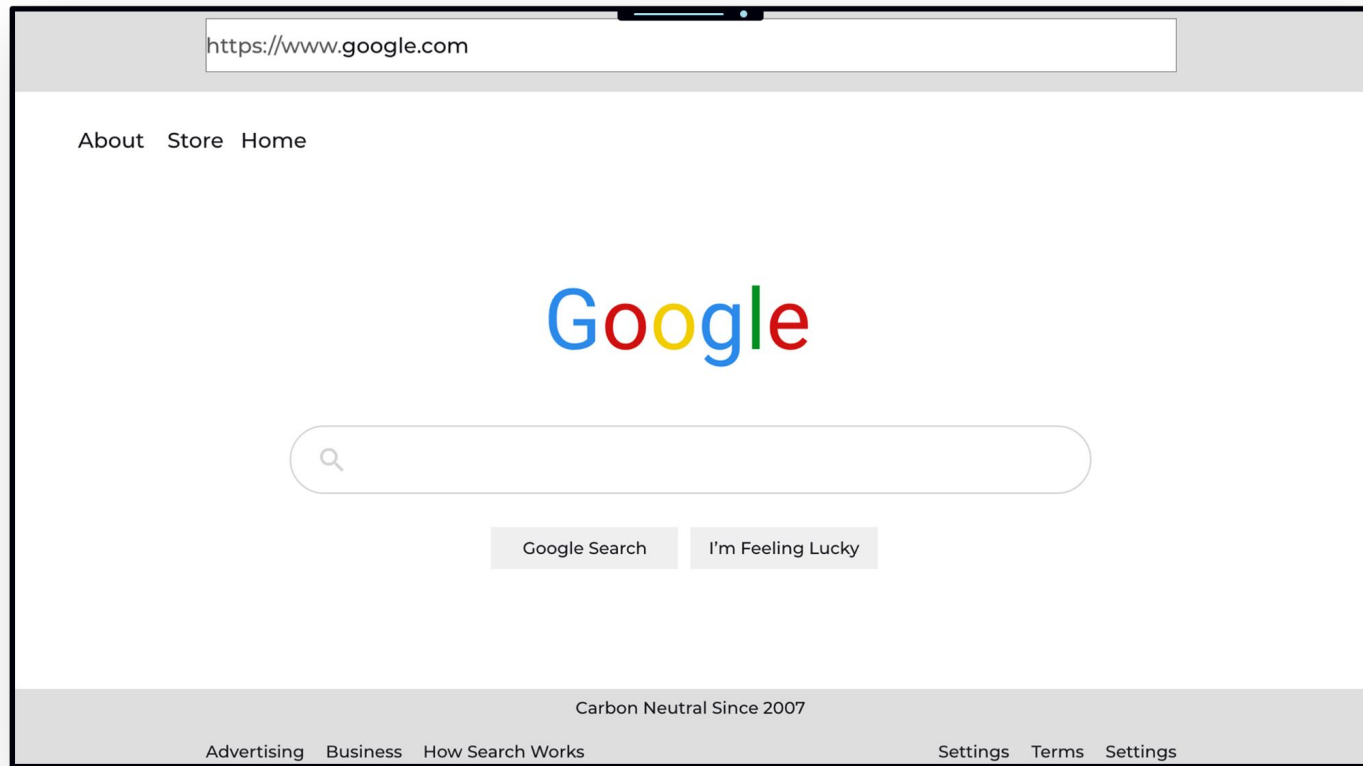 https://www.google.com
About Store Home
Google
Google Search I'm Feeling Lucky
Carbon Neutral Since 2007
Advertising Business How Search Works Settings Terms Settings